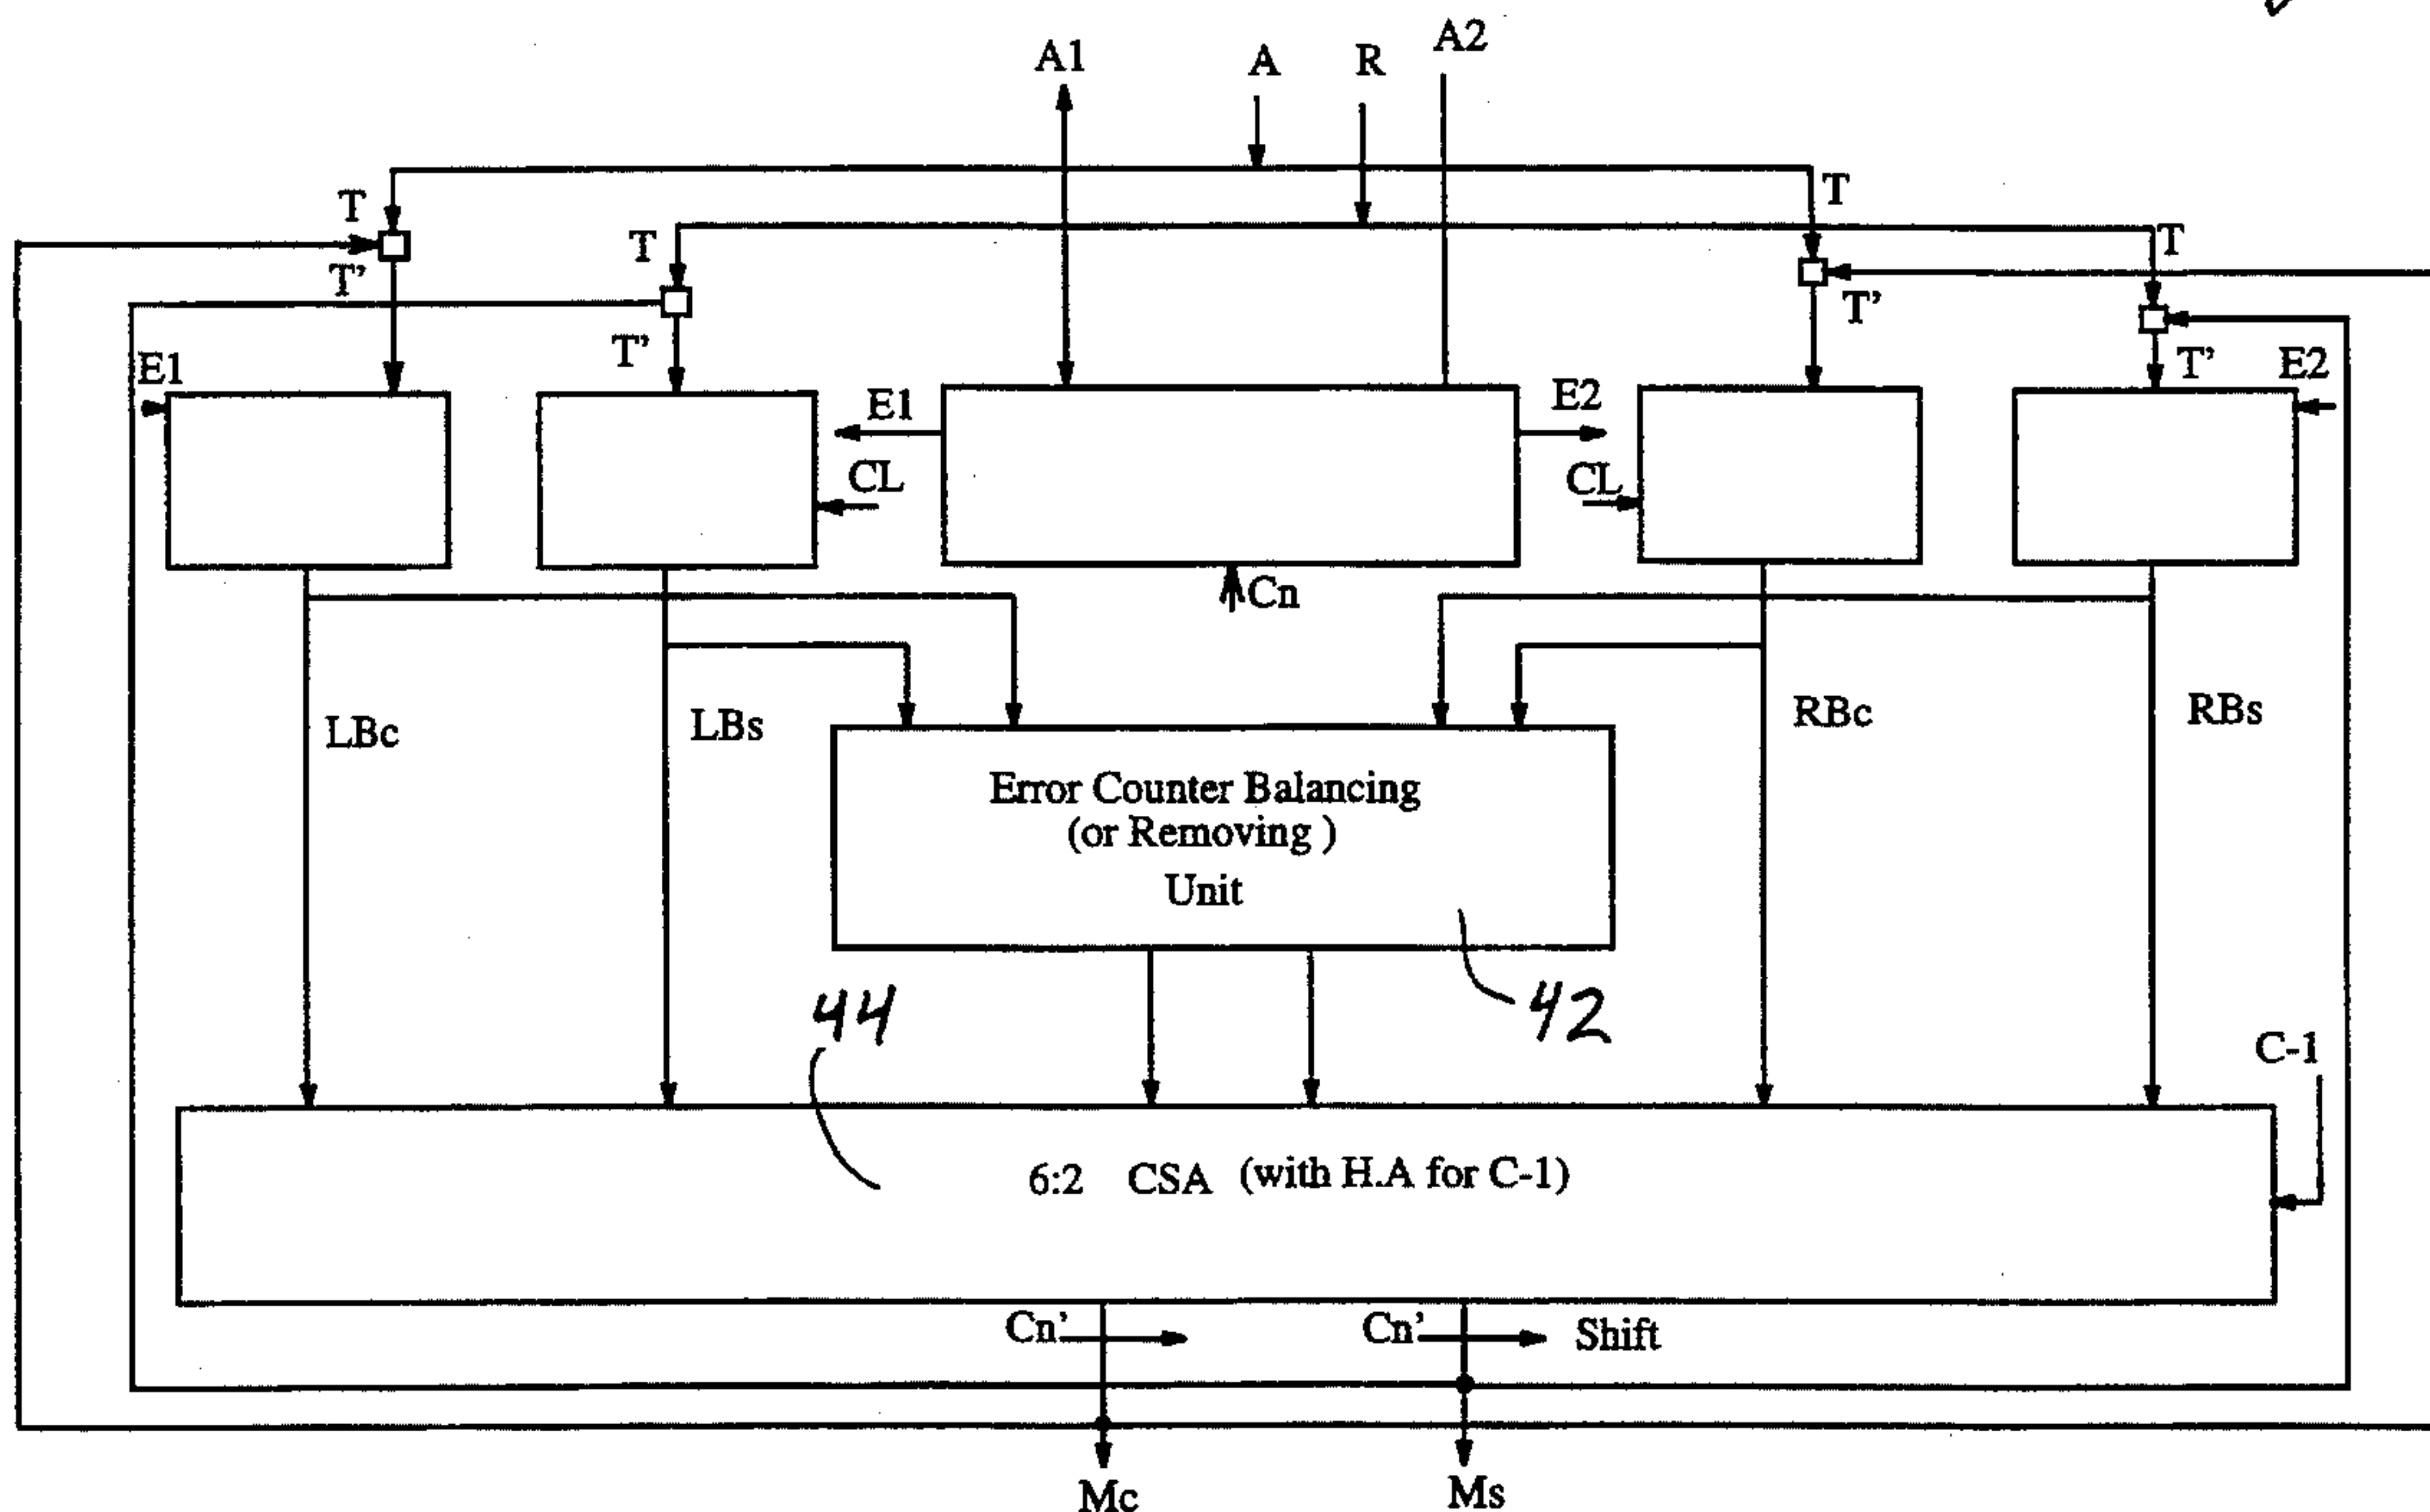 A1 A R A2
T T
T T
T' T'
T' T'
E1 E2
E1 E2
CL CL
Cn
LBc LBs RBc RBs
Error Counter Balancing
(or Removing )
Unit
44 42
C-1
6:2 CSA (with H.A for C-1)
Cn' Cn' Shift
Mc Ms